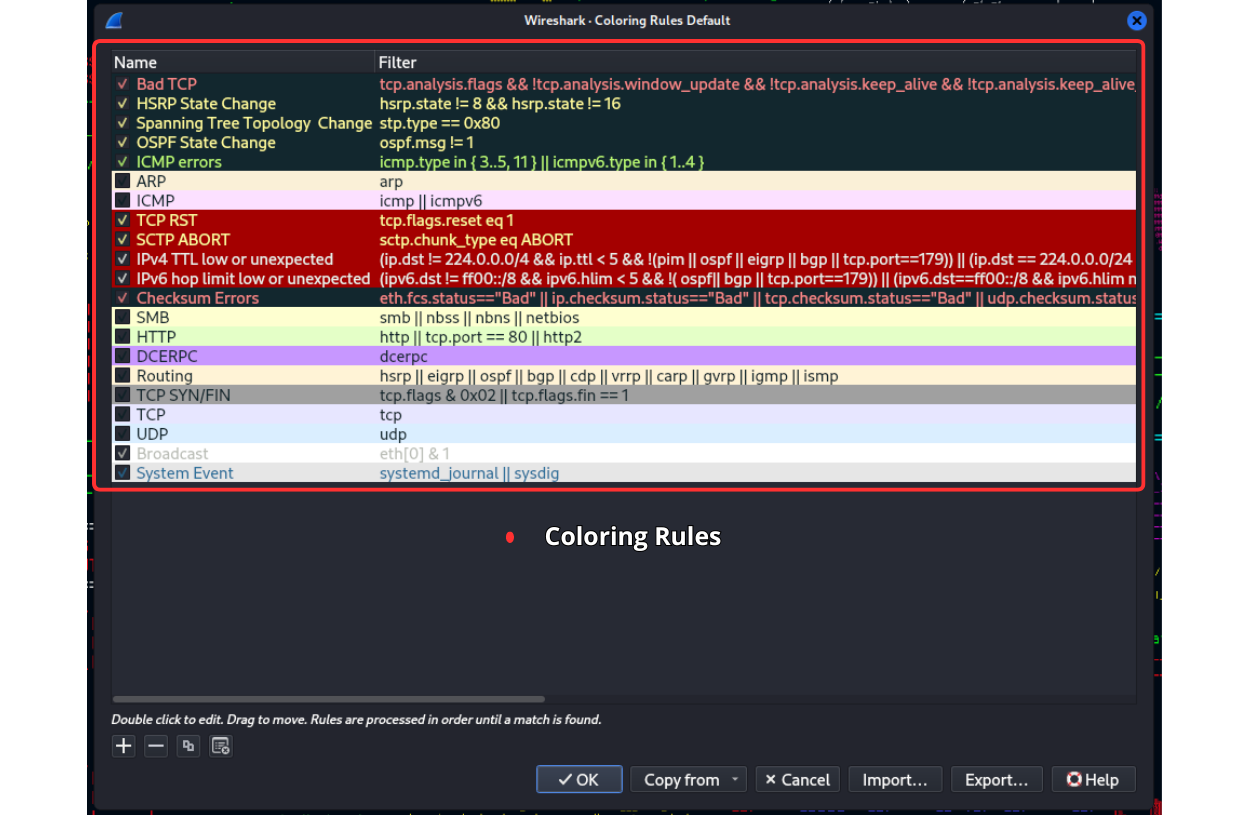 Wireshark · Coloring Rules Default
Name Filter
Bad TCP tcp.analysis.flags && !tcp.analysis.window_update && !tcp.analysis.keep_alive && !tcp.analysis.keep_alive_
HSRP State Change hsrp.state != 8 && hsrp.state != 16
Spanning Tree Topology Change stp.type == 0x80
OSPF State Change ospf.msg != 1
ICMP errors icmp.type in { 3..5, 11 } || icmpv6.type in { 1..4 }
ARP arp
ICMP icmp || icmpv6
TCP RST tcp.flags.reset eq 1
SCTP ABORT sctp.chunk_type eq ABORT
IPv4 TTL low or unexpected (ip.dst != 224.0.0.0/4 && ip.ttl < 5 && !(pim || ospf || eigrp || bgp || tcp.port==179)) || (ip.dst == 224.0.0.0/24
IPv6 hop limit low or unexpected (ipv6.dst != ff00::/8 && ipv6.hlim < 5 && !( ospf|| bgp || tcp.port==179)) || (ipv6.dst==ff00::/8 && ipv6.hlim n
Checksum Errors eth.fcs.status=="Bad" || ip.checksum.status=="Bad" || tcp.checksum.status=="Bad" || udp.checksum.status
SMB smb || nbss || nbns || netbios
HTTP http || tcp.port == 80 || http2
DCERPC dcerpc
Routing hsrp || eigrp || ospf || bgp || cdp || vrrp || carp || gvrp || igmp || ismp
TCP SYN/FIN tcp.flags & 0x02 || tcp.flags.fin == 1
TCP tcp
UDP udp
Broadcast eth[0] & 1
System Event systemd_journal || sysdig
Coloring Rules
Double click to edit. Drag to move. Rules are processed in order until a match is found.
OK Copy from Cancel Import... Export... Help